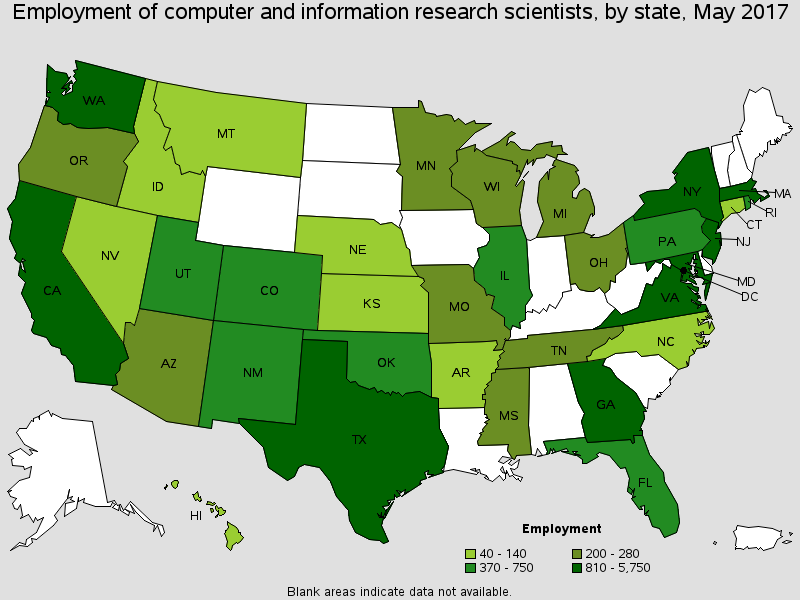 Employment of computer and information research scientists, by state, May 2017
WA
MT
OR
ID
MN
WI
MI
NY
MA
RI
CT
NV
NE
UT
CO
IL
OH
PA
NJ
MD
DC
CA
KS
MO
VA
AZ
NM
OK
AR
TN
NC
MS
GA
TX
FL
HI
Employment
40 - 140
200 - 280
370 - 750
810 - 5,750
Blank areas indicate data not available.